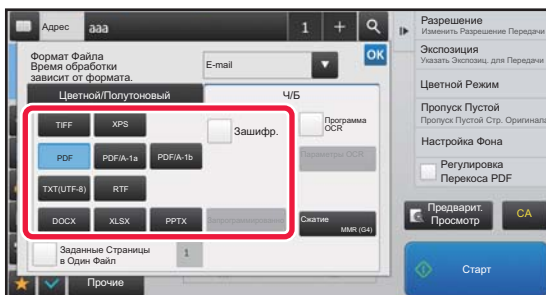 Адрес
aaa
1
+
Разрешение
Изменить Разрешение Передачи
Формат Файла
Время обработки
зависит от формата.
E-mail
OK
Экспозиция
Указать Экспозиц. для Передачи
Цветной/Полутоновый
Ч/Б
Цветной Режим
TIFF
XPS
Зашифр.
Программа
OCR
Пропуск Пустой
Пропуск Пустой Стр. Оригинала
PDF
PDF/A-1a
PDF/A-1b
Параметры OCR
Настройка Фона
TXT(UTF-8)
RTF
Регулировка
Перекоса PDF
DOCX
XLSX
PPTX
Сжатие
MMR (G4)
Предварит.
Просмотр
CA
Заданные Страницы
в Один Файл
1
Прочие
Старт